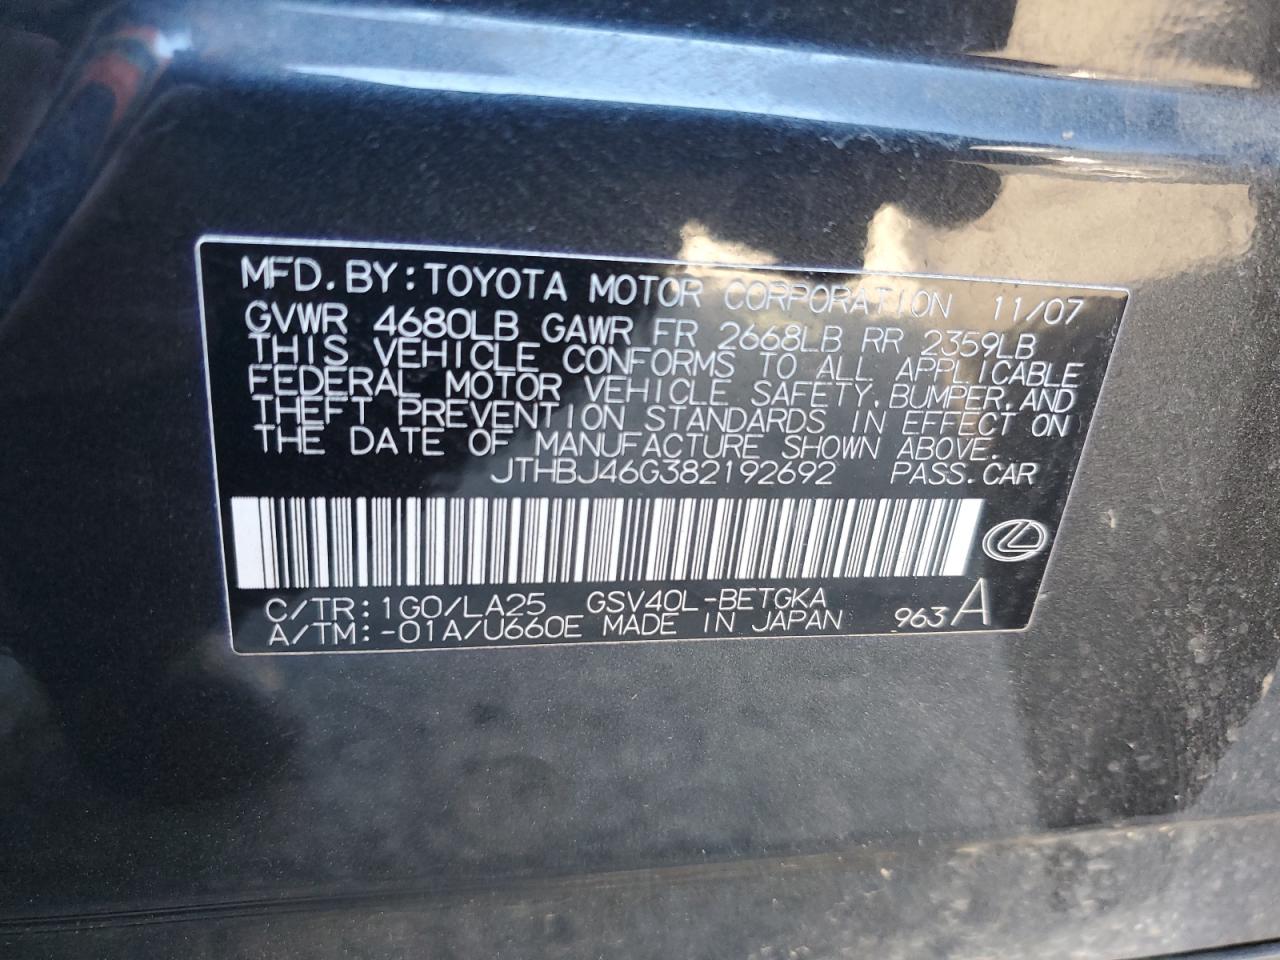 MFD.BY:TOYOTA MOTOR CORPORATION 11/07
GVWR 4680LB GAWR FR 2668LB RR 2359LB
THIS VEHICLE CONFORMS TO ALL APPLICABLE
FEDERAL MOTOR VEHICLE SAFETY,BUMPER,AND
THEFT PREVENTION STANDARDS IN EFFECT ON
THE DATE OF MANUFACTURE SHOWN ABOVE.
JTHBJ46G382192692 PASS.CAR
C/TR:1G0/LA25 GSV40L-BETGKA
A/TM:-01A/U660E MADE IN JAPAN 963 A